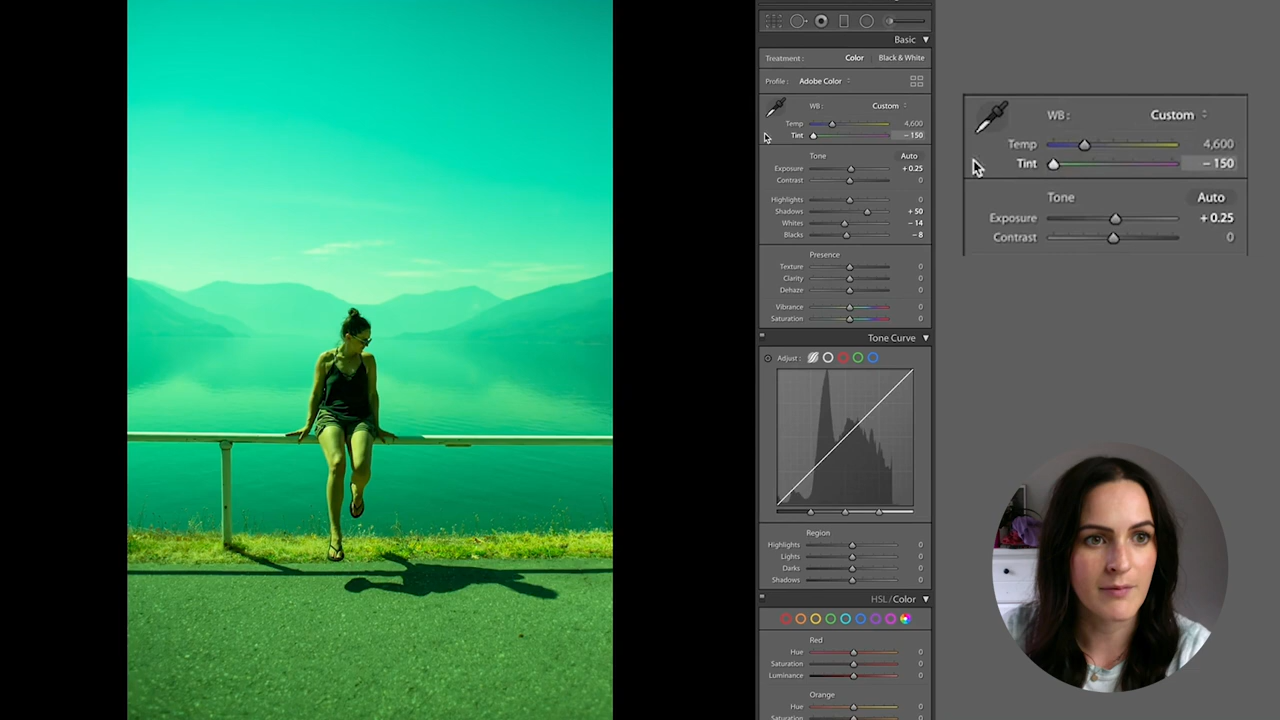 Basic
Treatment : Color Black & White
Profile : Adobe Color
WB : Custom
Temp 4,600
Tint – 150
Tone Auto
Exposure + 0.25
Contrast 0
Highlights 0
Shadows + 50
Whites – 14
Blacks – 8
Presence
Texture 0
Clarity 0
Dehaze 0
Vibrance 0
Saturation 0
Tone Curve
Adjust :
Region
Highlights 0
Lights 0
Darks 0
Shadows 0
HSL / Color
Red
Hue 0
Saturation 0
Luminance 0
Orange
Hue 0
Saturation 0
WB : Custom
Temp 4,600
Tint – 150
Tone Auto
Exposure + 0.25
Contrast 0